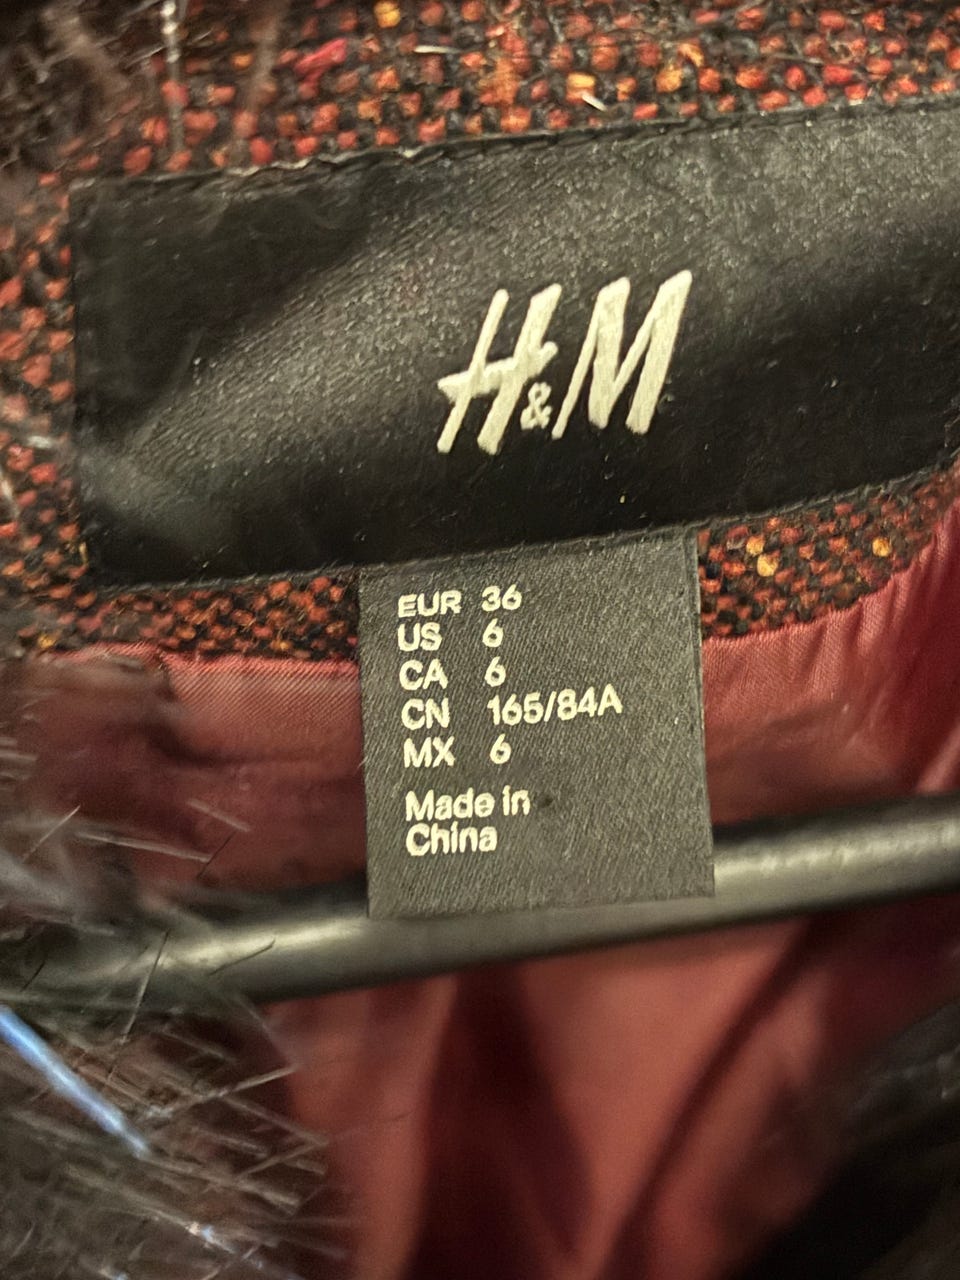 H&M
EUR 36
US 6
CA 6
CN 165/84A
MX 6
Made in
China